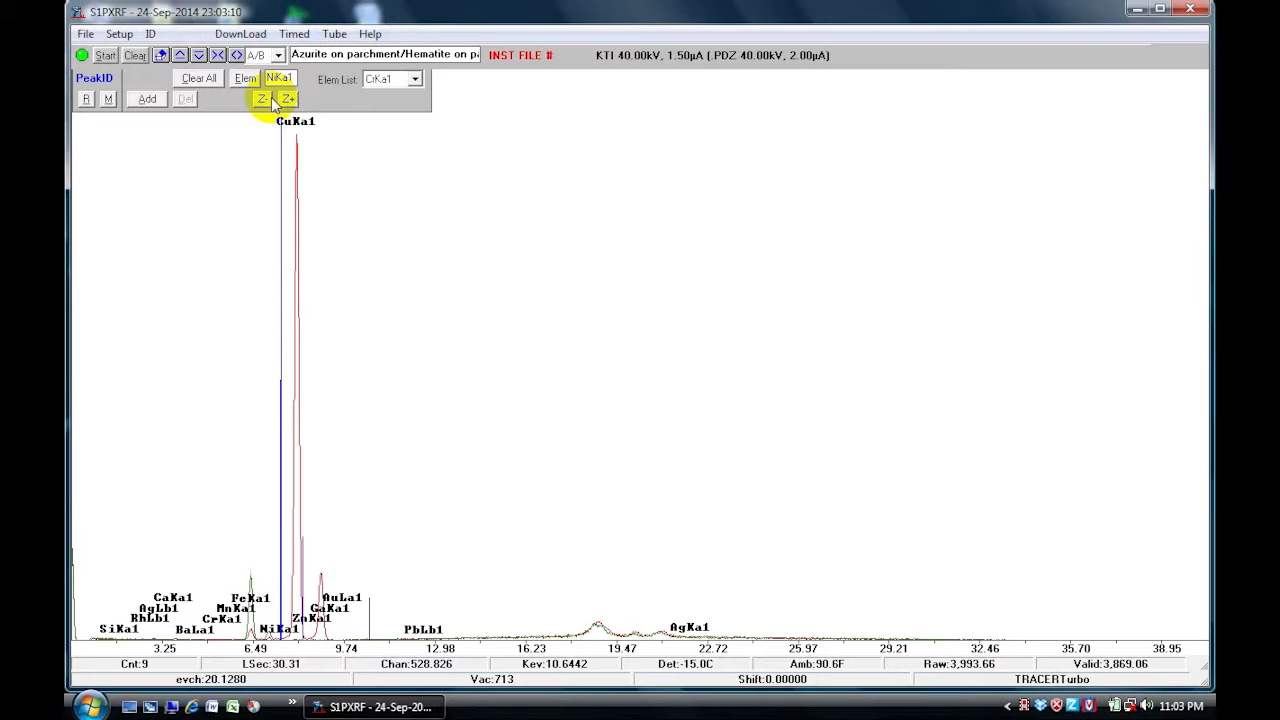 S1PXRF - 24-Sep-2014 23:03:10
File Setup ID DownLoad Timed Tube Help
Start Clear A/B Azurite on parchment/Hematite on pa INST FILE # KTI 40.00kV, 1.50µA (.PDZ 40.00kV, 2.00µA)
PeakID Clear All Elem NiKa1 Elem List:
R M Add Del Z- Z+
CuKa1
CaKa1 FeKa1 AuLa1
AgLb1 MnKa1 GaKa1
RhLb1 CrKa1 ZnKa1
SiKa1 BaLa1 NiKa1 PbLb1 AgKa1
3.25 6.49 9.74 12.98 16.23 19.47 22.72 25.97 29.21 32.46 35.70 38.95
Cnt:9 LSec:30.31 Chan:528.826 Kev:10.6442 Det:-15.0C Amb:90.6F Raw:3,993.66 Valid:3,869.06
evch:20.1280 Vac:713 Shift:0.00000 TRACERTurbo
S1PXRF - 24-Sep-20... 11:03 PM